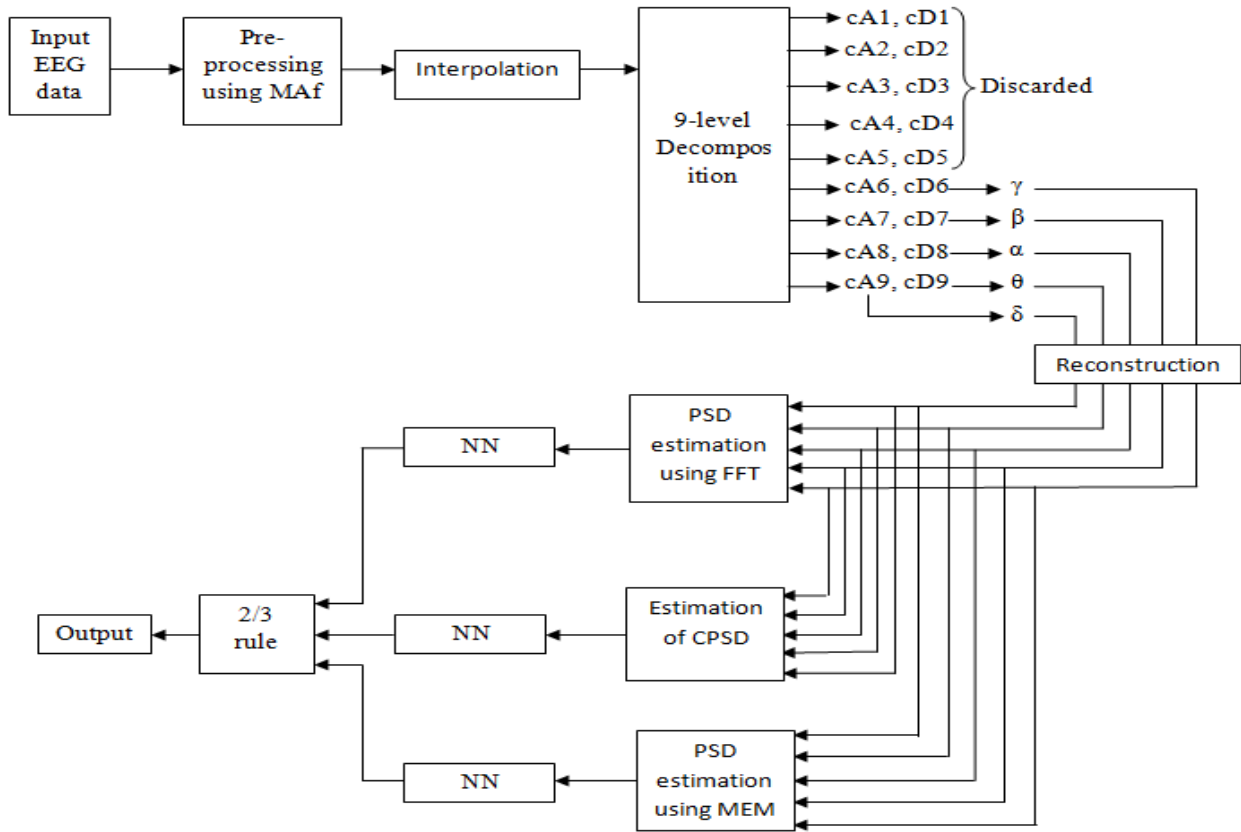 Input
EEG
data
Pre-
processing
using MAf
Interpolation
9-level
Decompos
ition
cA1, cD1
cA2, cD2
cA3, cD3
cA4, cD4
cA5, cD5
Discarded
cA6, cD6
γ
cA7, cD7
β
cA8, cD8
α
cA9, cD9
θ
δ
Reconstruction
PSD
estimation
using FFT
NN
Estimation
of CPSD
NN
2/3
rule
Output
PSD
estimation
using MEM
NN